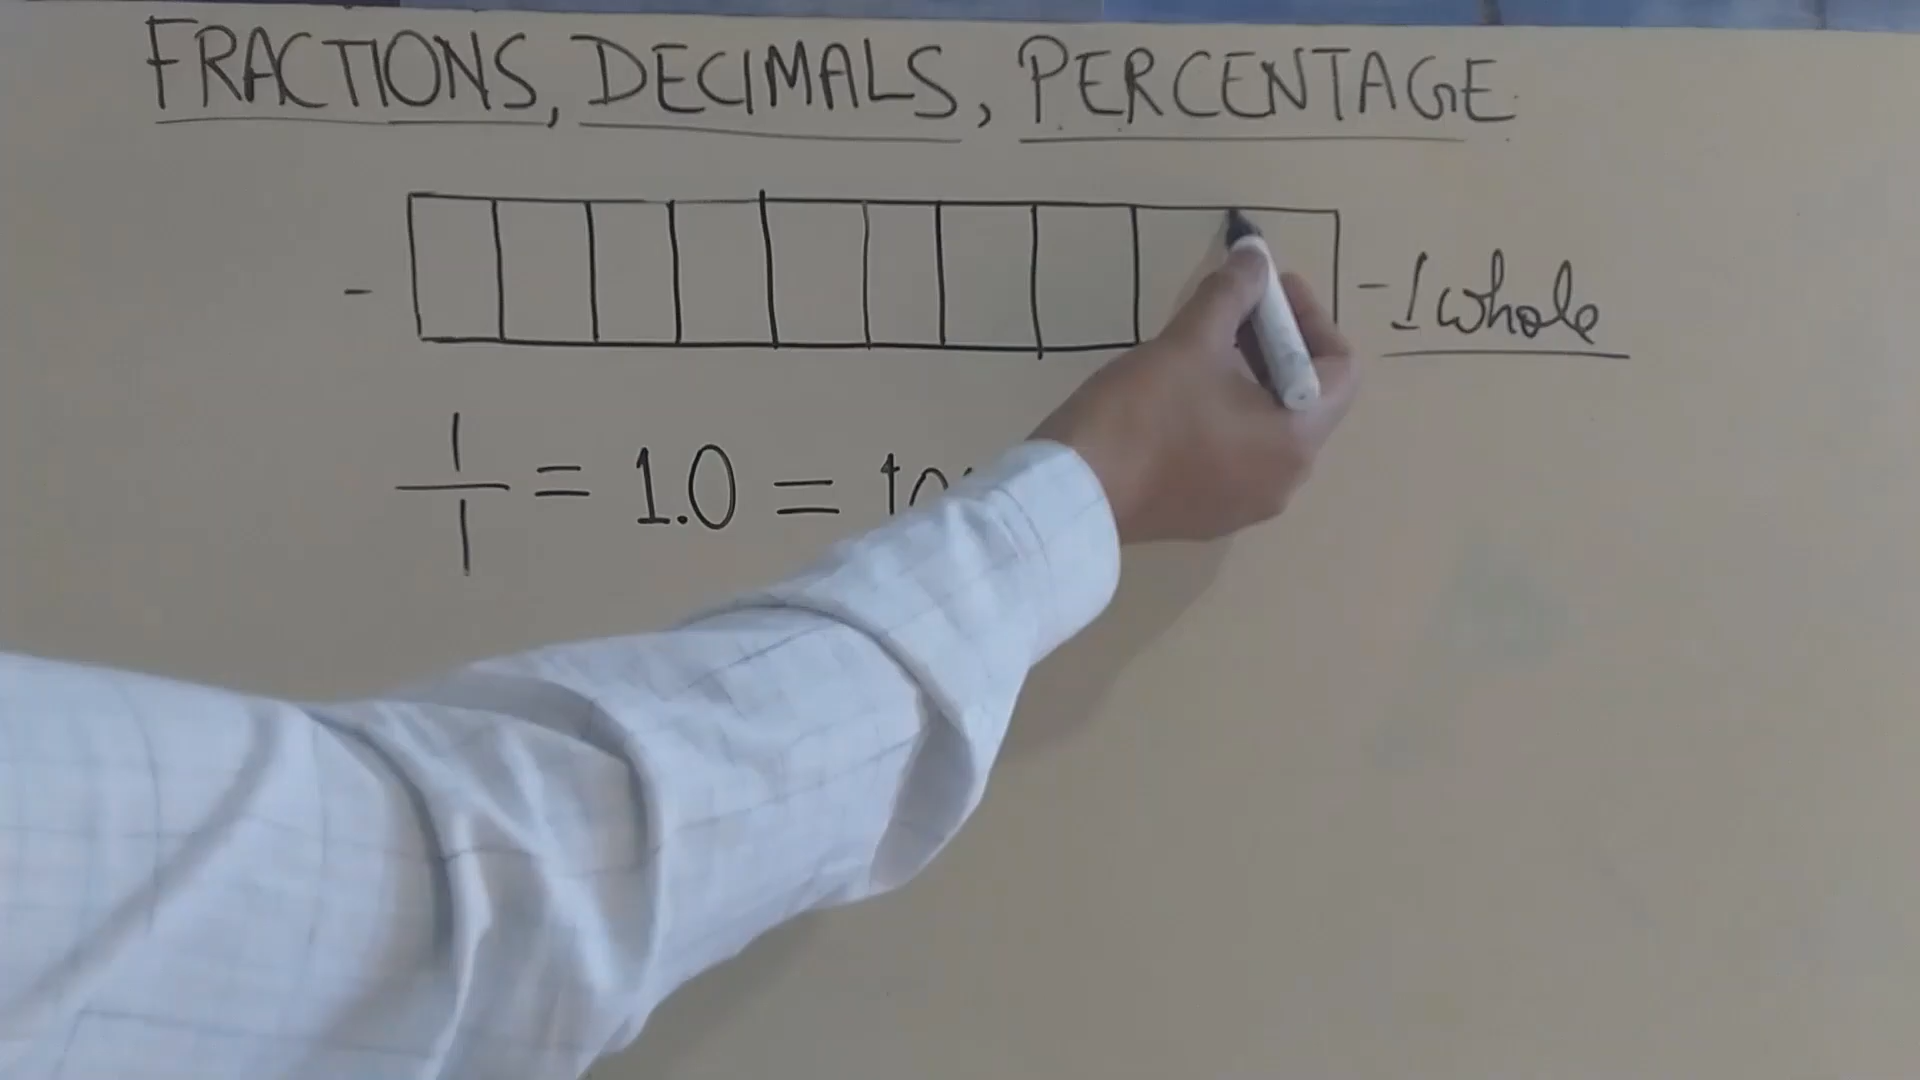 FRACTIONS, DECIMALS, PERCENTAGE
- - 1 whole
1/1 = 1.0 =